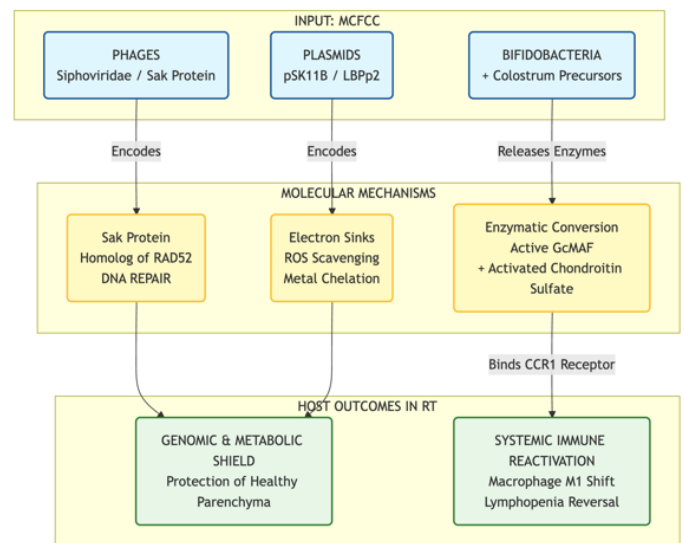 INPUT: MCFCC
PHAGES
Siphoviridae / Sak Protein
PLASMIDS
pSK11B / LBPp2
BIFIDOBACTERIA
+ Colostrum Precursors
Encodes
Encodes
Releases Enzymes
MOLECULAR MECHANISMS
Sak Protein
Homolog of RAD52
DNA REPAIR
Electron Sinks
ROS Scavenging
Metal Chelation
Enzymatic Conversion
Active GcMAF
+ Activated Chondroitin
Sulfate
Binds CCR1 Receptor
HOST OUTCOMES IN RT
GENOMIC & METABOLIC
SHIELD
Protection of Healthy
Parenchyma
SYSTEMIC IMMUNE
REACTIVATION
Macrophage M1 Shift
Lymphopenia Reversal